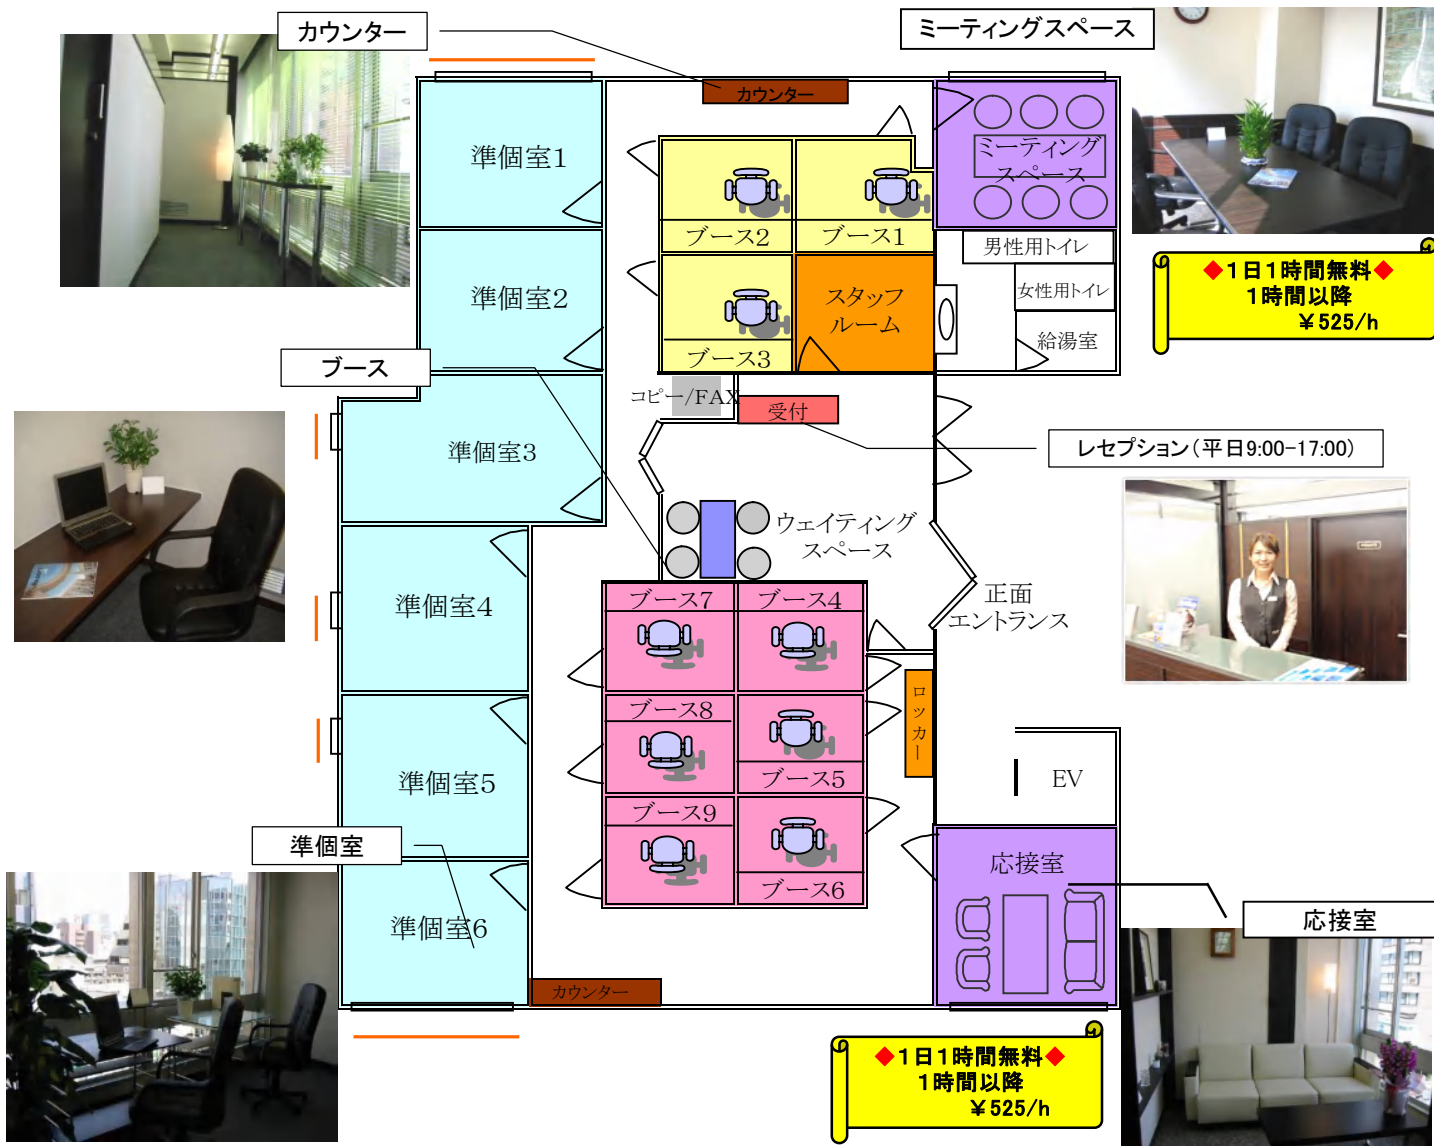 カウンター
ミーティングスペース
カウンター
準個室1
ミーティング
スペース
ブース2
ブース1
男性用トイレ
◆1日1時間無料◆
1時間以降
¥525/h
準個室2
スタッフ
ルーム
女性用トイレ
給湯室
ブース3
ブース
コピー/FAX
受付
準個室3
レセプション(平日9:00-17:00)
ウェイティング
スペース
準個室4
ブース7
ブース4
正面
エントランス
ブース8
ロッカー
準個室5
ブース5
EV
ブース9
準個室
応接室
ブース6
準個室6
応接室
カウンター
◆1日1時間無料◆
1時間以降
¥525/h